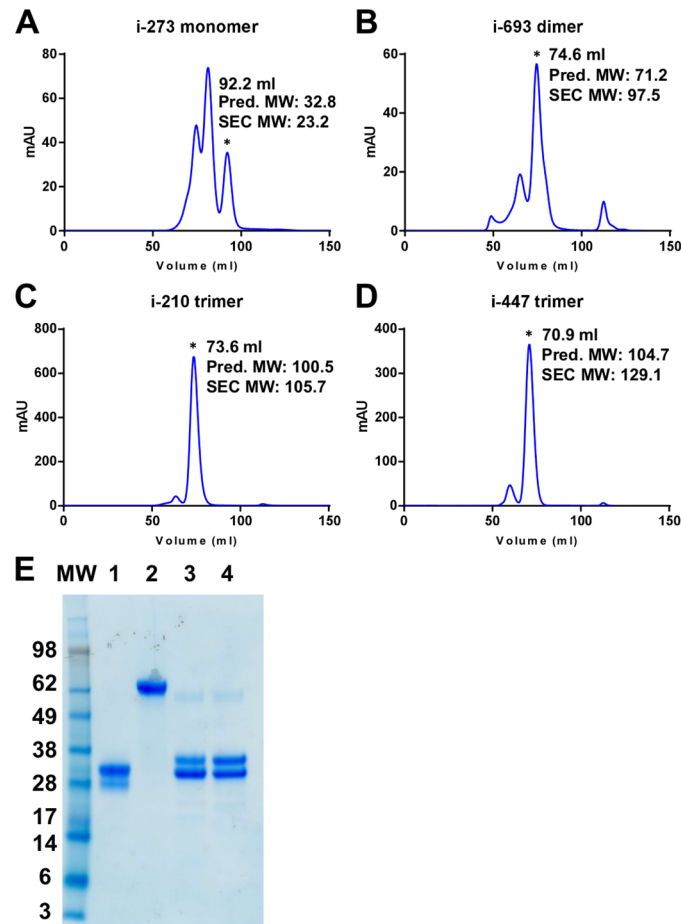 A
i-273 monomer
80
60
40
20
0
mAU
92.2 ml
Pred. MW: 32.8
SEC MW: 23.2
*
0 50 100 150
Volume (ml)
B
i-693 dimer
60
40
20
0
mAU
* 74.6 ml
Pred. MW: 71.2
SEC MW: 97.5
0 50 100 150
Volume (ml)
C
i-210 trimer
800
600
400
200
0
mAU
* 73.6 ml
Pred. MW: 100.5
SEC MW: 105.7
0 50 100 150
Volume (ml)
D
i-447 trimer
400
300
200
100
0
mAU
* 70.9 ml
Pred. MW: 104.7
SEC MW: 129.1
0 50 100 150
Volume (ml)
E
MW 1 2 3 4
98
62
49
38
28
17
14
6
3